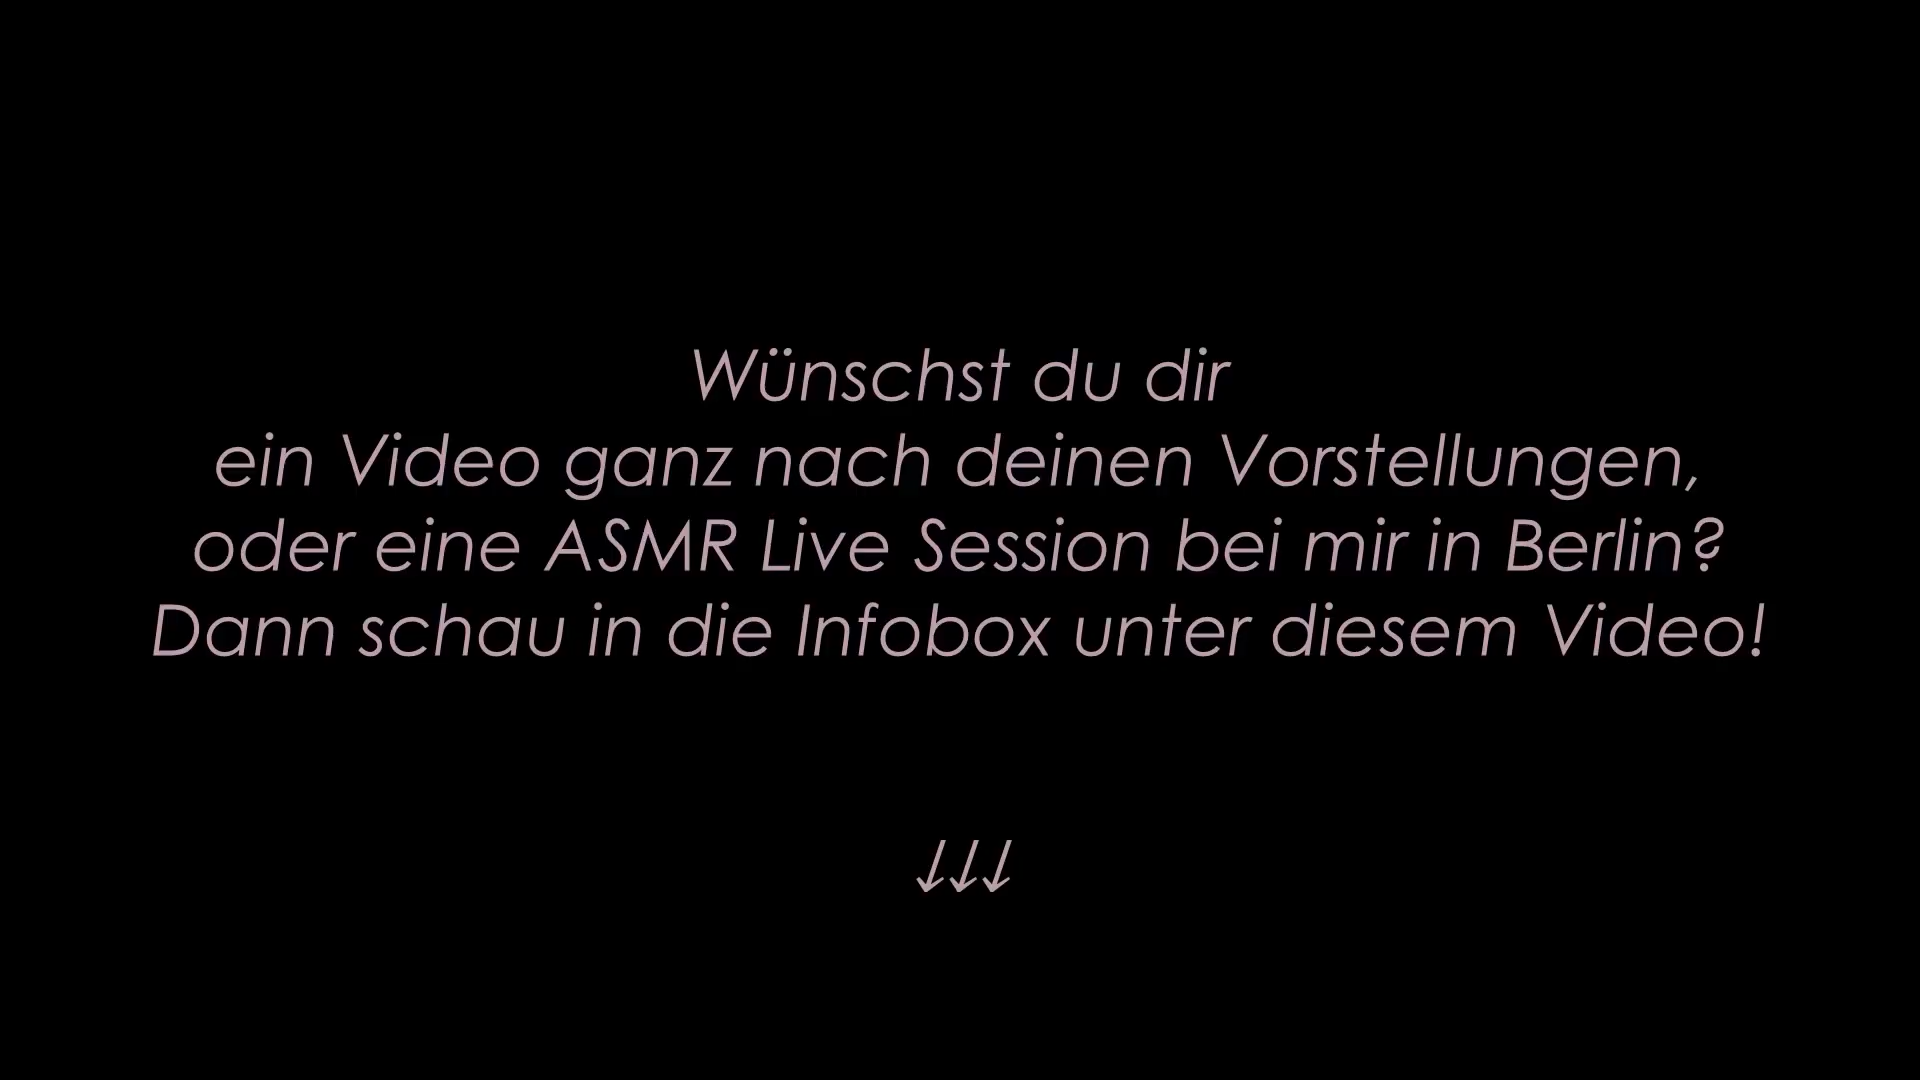 Wünschst du dir
ein Video ganz nach deinen Vorstellungen,
oder eine ASMR Live Session bei mir in Berlin?
Dann schau in die Infobox unter diesem Video!
↓↓↓